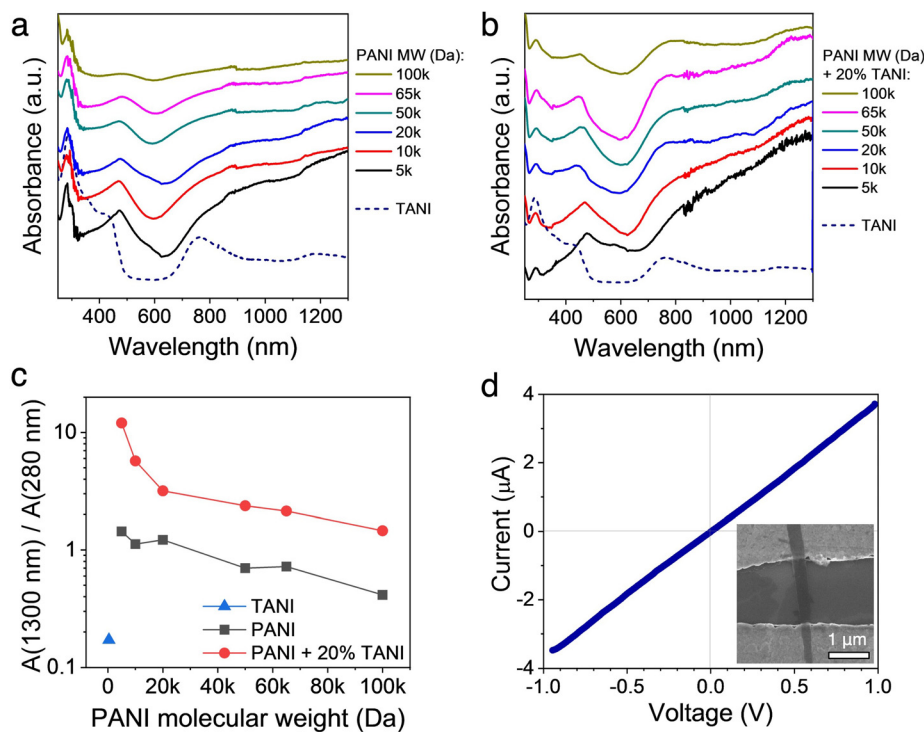 a
PANI MW (Da):
100k
65k
50k
20k
10k
5k
TANI
Absorbance (a.u.)
400 600 800 1000 1200
Wavelength (nm)
b
PANI MW (Da)
+ 20% TANI:
100k
65k
50k
20k
10k
5k
TANI
Absorbance (a.u.)
400 600 800 1000 1200
Wavelength (nm)
c
A(1300 nm) / A(280 nm)
10
1
0.1
TANI
PANI
PANI + 20% TANI
0 20k 40k 60k 80k 100k
PANI molecular weight (Da)
d
Current (μA)
4
2
0
-2
-4
1 μm
-1.0 -0.5 0.0 0.5 1.0
Voltage (V)